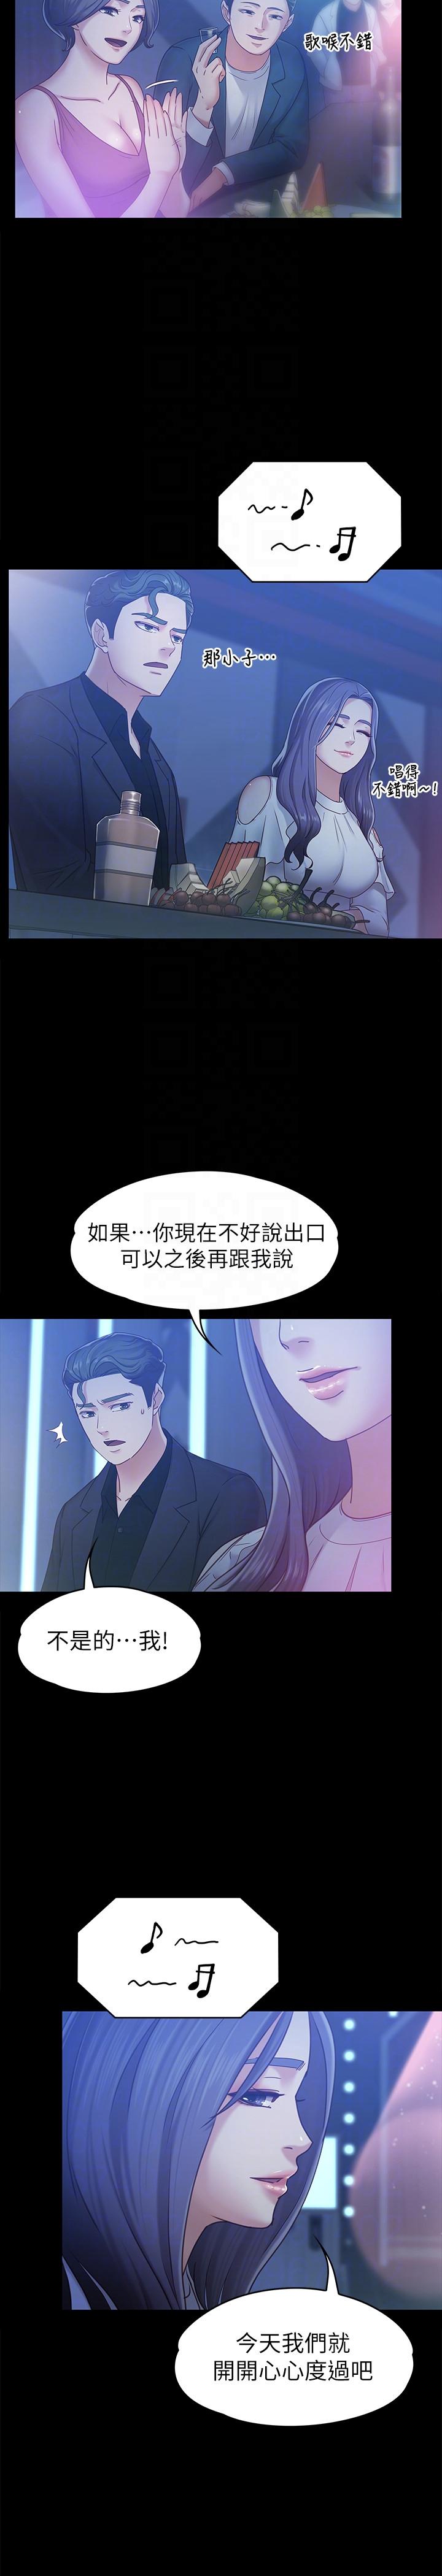 歌喉不錯
那小子⋯
唱得
不錯啊~!
如果⋯你現在不好說出口
可以之後再跟我說
不是的⋯我!
今天我們就
開開心心度過吧